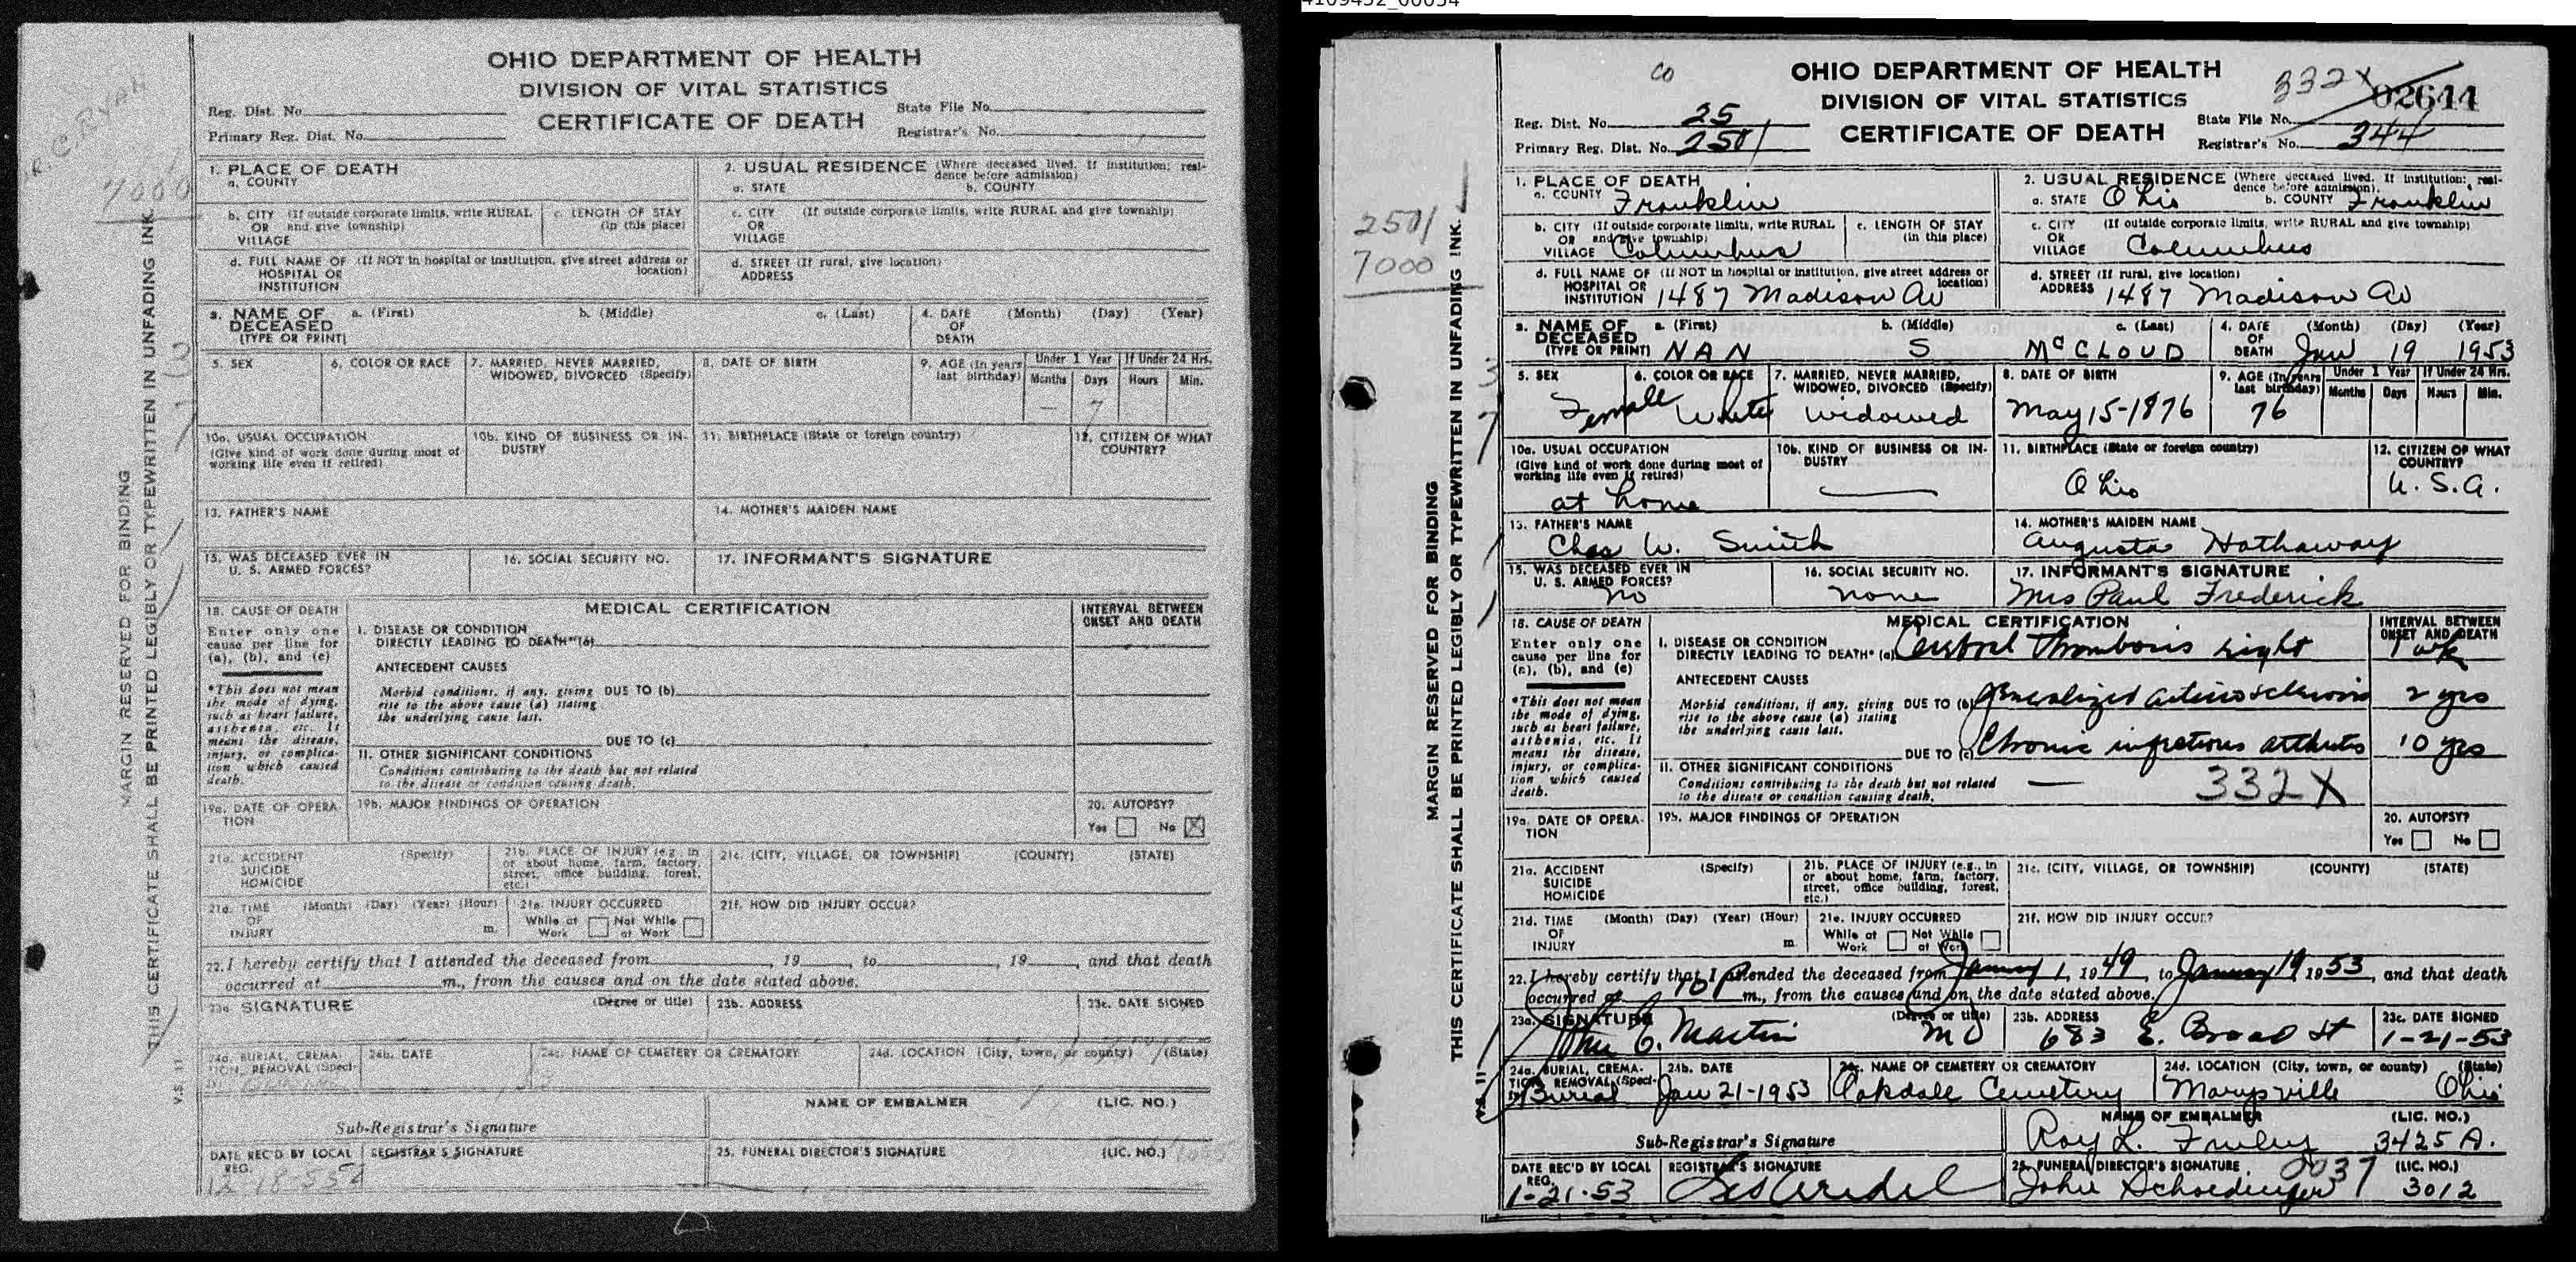 R. C. RYAN
7000
OHIO DEPARTMENT OF HEALTH
DIVISION OF VITAL STATISTICS
CERTIFICATE OF DEATH
Reg. Dist. No.
Primary Reg. Dist. No.
State File No.
Registrar's No.
1. PLACE OF DEATH
a. COUNTY
2. USUAL RESIDENCE (Where deceased lived. If institution: resi-
dence before admission)
a. STATE b. COUNTY
b. CITY (If outside corporate limits, write RURAL
OR and give township)
VILLAGE
c. LENGTH OF STAY
(in this place)
c. CITY (If outside corporate limits, write RURAL and give township)
OR
VILLAGE
d. FULL NAME OF (If NOT in hospital or institution, give street address or
HOSPITAL OR location)
INSTITUTION
d. STREET (If rural, give location)
ADDRESS
3. NAME OF a. (First) b. (Middle) c. (Last)
DECEASED
(TYPE OR PRINT)
4. DATE (Month) (Day) (Year)
OF
DEATH
5. SEX
6. COLOR OR RACE
7. MARRIED, NEVER MARRIED,
WIDOWED, DIVORCED (Specify)
8. DATE OF BIRTH
9. AGE (In years
last birthday)
Under 1 Year If Under 24 Hrs.
Months Days Hours Min.
— 7
10a. USUAL OCCUPATION
(Give kind of work done during most of
working life even if retired)
10b. KIND OF BUSINESS OR IN-
DUSTRY
11. BIRTHPLACE (State or foreign country)
12. CITIZEN OF WHAT
COUNTRY?
13. FATHER'S NAME
14. MOTHER'S MAIDEN NAME
15. WAS DECEASED EVER IN
U. S. ARMED FORCES?
16. SOCIAL SECURITY NO.
17. INFORMANT'S SIGNATURE
18. CAUSE OF DEATH
Enter only one
cause per line for
(a), (b), and (c)
*This does not mean
the mode of dying,
such as heart failure,
asthenia, etc. It
means the disease,
injury, or complica-
tion which caused
death.
MEDICAL CERTIFICATION
INTERVAL BETWEEN
ONSET AND DEATH
I. DISEASE OR CONDITION
DIRECTLY LEADING TO DEATH* (a)
ANTECEDENT CAUSES
Morbid conditions, if any, giving DUE TO (b)
rise to the above cause (a) stating
the underlying cause last.
DUE TO (c)
II. OTHER SIGNIFICANT CONDITIONS
Conditions contributing to the death but not related
to the disease or condition causing death.
19a. DATE OF OPERA-
TION
19b. MAJOR FINDINGS OF OPERATION
20. AUTOPSY?
Yes No X
21a. ACCIDENT (Specify)
SUICIDE
HOMICIDE
21b. PLACE OF INJURY (e.g., in
or about home, farm, factory,
street, office building, forest,
etc.)
21c. (CITY, VILLAGE, OR TOWNSHIP) (COUNTY) (STATE)
21d. TIME (Month) (Day) (Year) (Hour)
OF
INJURY m.
21e. INJURY OCCURRED
While at Not While
Work at Work
21f. HOW DID INJURY OCCUR?
22. I hereby certify that I attended the deceased from , 19 , to , 19 , and that death
occurred at m., from the causes and on the date stated above.
23a. SIGNATURE (Degree or title)
23b. ADDRESS
23c. DATE SIGNED
24a. BURIAL, CREMA-
TION, REMOVAL (Speci-
24b. DATE
24c. NAME OF CEMETERY OR CREMATORY
24d. LOCATION (City, town, or county) (State)
NAME OF EMBALMER (LIC. NO.)
Sub-Registrar's Signature
DATE REC'D BY LOCAL
REG.
REGISTRAR'S SIGNATURE
25. FUNERAL DIRECTOR'S SIGNATURE (LIC. NO.)
MARGIN RESERVED FOR BINDING
THIS CERTIFICATE SHALL BE PRINTED LEGIBLY OR TYPEWRITTEN IN UNFADING INK.
V.S. 11
CO
OHIO DEPARTMENT OF HEALTH
DIVISION OF VITAL STATISTICS
CERTIFICATE OF DEATH
332X
Reg. Dist. No. 25
Primary Reg. Dist. No. 2501
State File No. 02644
Registrar's No. 344
2501
7000
1. PLACE OF DEATH
a. COUNTY Franklin
2. USUAL RESIDENCE (Where deceased lived. If institution: resi-
dence before admission).
a. STATE Ohio b. COUNTY Franklin
b. CITY (If outside corporate limits, write RURAL
OR and give township)
VILLAGE Columbus
c. LENGTH OF STAY
(in this place)
c. CITY (If outside corporate limits, write RURAL and give township)
OR
VILLAGE Columbus
d. FULL NAME OF (If NOT in hospital or institution, give street address or
HOSPITAL OR location)
INSTITUTION 1487 Madison Av
d. STREET (If rural, give location)
ADDRESS 1487 Madison Av
3. NAME OF a. (First) b. (Middle) c. (Last)
DECEASED
(TYPE OR PRINT) NAN S McCLOUD
4. DATE (Month) (Day) (Year)
OF
DEATH Jan 19 1953
5. SEX
Female
6. COLOR OR RACE
White
7. MARRIED, NEVER MARRIED,
WIDOWED, DIVORCED (Specify)
widowed
8. DATE OF BIRTH
May 15-1876
9. AGE (In years
last birthday)
76
Under 1 Year If Under 24 Hrs.
Months Days Hours Min.
10a. USUAL OCCUPATION
(Give kind of work done during most of
working life even if retired)
at home
10b. KIND OF BUSINESS OR IN-
DUSTRY
—
11. BIRTHPLACE (State or foreign country)
Ohio
12. CITIZEN OF WHAT
COUNTRY?
U.S.A.
13. FATHER'S NAME
Chas W. Smith
14. MOTHER'S MAIDEN NAME
Augusta Hathaway
15. WAS DECEASED EVER IN
U. S. ARMED FORCES?
no
16. SOCIAL SECURITY NO.
none
17. INFORMANT'S SIGNATURE
Mrs Paul Frederick
18. CAUSE OF DEATH
Enter only one
cause per line for
(a), (b), and (c)
*This does not mean
the mode of dying,
such as heart failure,
asthenia, etc. It
means the disease,
injury, or complica-
tion which caused
death.
MEDICAL CERTIFICATION
INTERVAL BETWEEN
ONSET AND DEATH
I. DISEASE OR CONDITION
DIRECTLY LEADING TO DEATH* (a) Cerebral Thrombosis right 1 wk
ANTECEDENT CAUSES
Morbid conditions, if any, giving DUE TO (b) Generalized arteriosclerosis 2 yrs
rise to the above cause (a) stating
the underlying cause last.
DUE TO (c) Chronic infectious arthritis 10 yrs
II. OTHER SIGNIFICANT CONDITIONS
Conditions contributing to the death but not related —
to the disease or condition causing death.
332X
19a. DATE OF OPERA-
TION
19b. MAJOR FINDINGS OF OPERATION
20. AUTOPSY?
Yes No
21a. ACCIDENT (Specify)
SUICIDE
HOMICIDE
21b. PLACE OF INJURY (e.g., in
or about home, farm, factory,
street, office building, forest,
etc.)
21c. (CITY, VILLAGE, OR TOWNSHIP) (COUNTY) (STATE)
21d. TIME (Month) (Day) (Year) (Hour)
OF
INJURY m.
21e. INJURY OCCURRED
While at Not While
Work at Work
21f. HOW DID INJURY OCCUR?
22. I hereby certify that I attended the deceased from January 1, 1949, to January 19 1953, and that death
occurred at 10 P m., from the causes and on the date stated above.
23a. SIGNATURE (Degree or title)
Martin MD
23b. ADDRESS
683 E. Broad St
23c. DATE SIGNED
1-21-53
24a. BURIAL, CREMA-
TION, REMOVAL (Speci-
Burial
24b. DATE
Jan 21-1953
24c. NAME OF CEMETERY OR CREMATORY
Oakdale Cemetery
24d. LOCATION (City, town, or county) (State)
Marysville Ohio
NAME OF EMBALMER (LIC. NO.)
Roy L. 3425 A.
Sub-Registrar's Signature
DATE REC'D BY LOCAL
REG.
1-21-53
REGISTRAR'S SIGNATURE
25. FUNERAL DIRECTOR'S SIGNATURE (LIC. NO.)
John Schoedinger 3012
MARGIN RESERVED FOR BINDING
THIS CERTIFICATE SHALL BE PRINTED LEGIBLY OR TYPEWRITTEN IN UNFADING INK.
V.S. 11